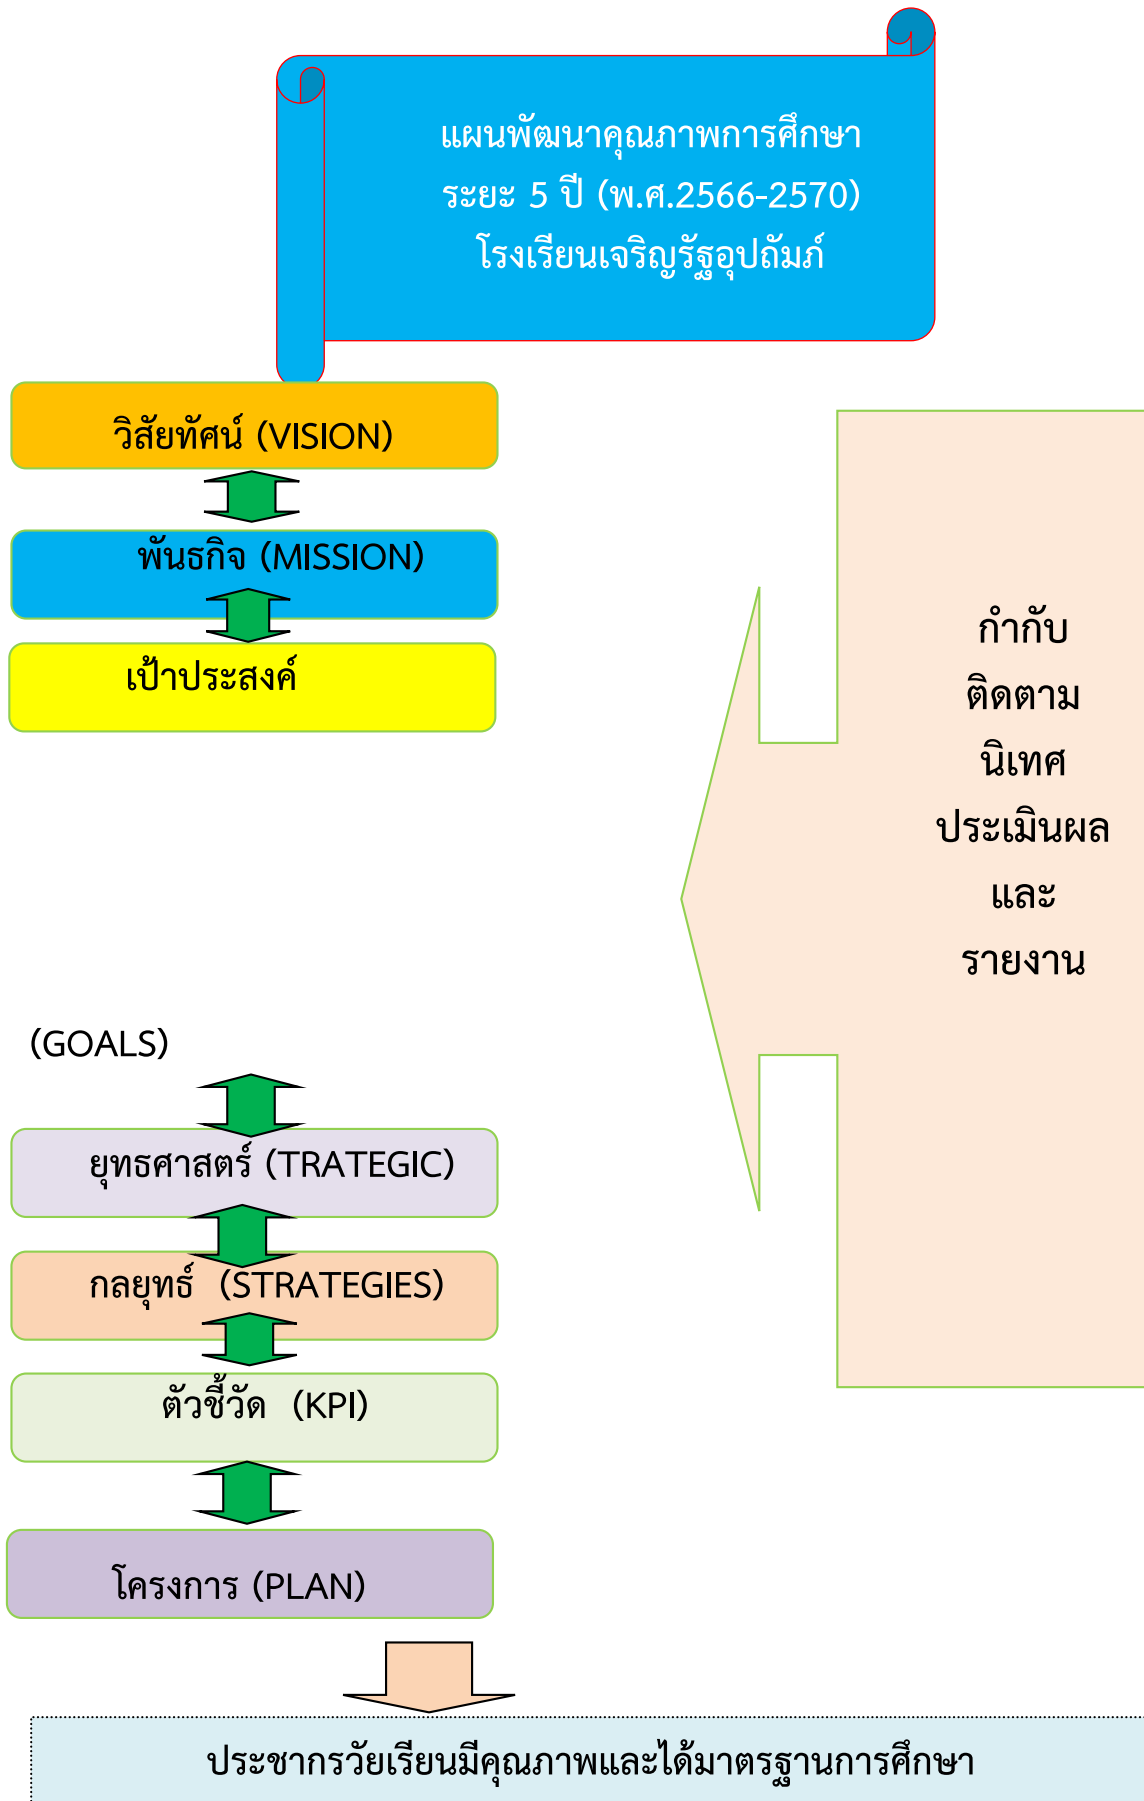 แผนพัฒนาคุณภาพการศึกษา
ระยะ 5 ปี (พ.ศ.2566-2570)
โรงเรียนเจริญรัฐอุปถัมภ์
วิสัยทัศน์ (VISION)
พันธกิจ (MISSION)
เป้าประสงค์
(GOALS)
ยุทธศาสตร์ (TRATEGIC)
กลยุทธ์  (STRATEGIES)
ตัวชี้วัด  (KPI)
โครงการ (PLAN)
กำกับ
ติดตาม
นิเทศ
ประเมินผล
และ
รายงาน
ประชากรวัยเรียนมีคุณภาพและได้มาตรฐานการศึกษา